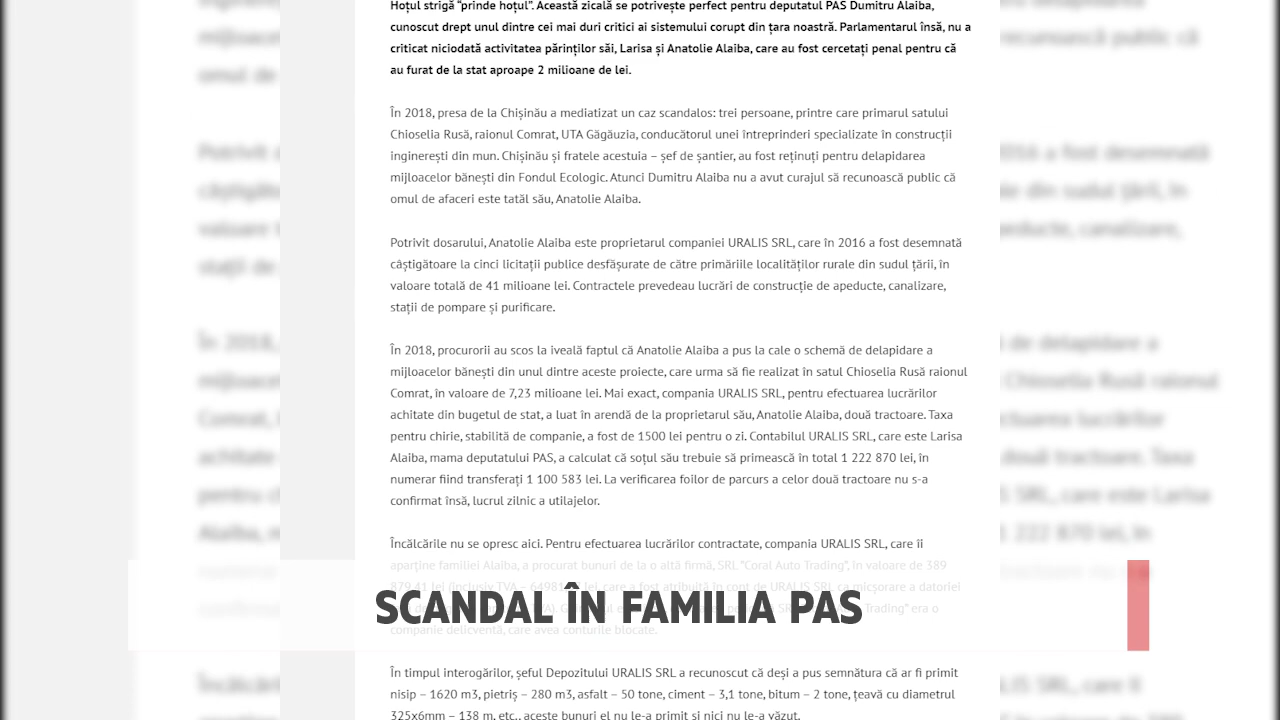 Hoțul strigă “prinde hoțul”. Această zicală se potrivește perfect pentru deputatul PAS Dumitru Alaiba,
cunoscut drept unul dintre cei mai duri critici ai sistemului corupt din țara noastră. Parlamentarul însă, nu a
criticat niciodată activitatea părinților săi, Larisa și Anatolie Alaiba, care au fost cercetați penal pentru că
au furat de la stat aproape 2 milioane de lei.
În 2018, presa de la Chișinău a mediatizat un caz scandalos: trei persoane, printre care primarul satului
Chioselia Rusă, raionul Comrat, UTA Găgăuzia, conducătorul unei întreprinderi specializate în construcții
inginerești din mun. Chișinău și fratele acestuia – șef de șantier, au fost reținuți pentru delapidarea
mijloacelor bănești din Fondul Ecologic. Atunci Dumitru Alaiba nu a avut curajul să recunoască public că
omul de afaceri este tatăl său, Anatolie Alaiba.
Potrivit dosarului, Anatolie Alaiba este proprietarul companiei URALIS SRL, care în 2016 a fost desemnată
câștigătoare la cinci licitații publice desfășurate de către primăriile localităților rurale din sudul țării, în
valoare totală de 41 milioane lei. Contractele prevedeau lucrări de construcție de apeducte, canalizare,
stații de pompare și purificare.
În 2018, procurorii au scos la iveală faptul că Anatolie Alaiba a pus la cale o schemă de delapidare a
mijloacelor bănești din unul dintre aceste proiecte, care urma să fie realizat în satul Chioselia Rusă raionul
Comrat, în valoare de 7,23 milioane lei. Mai exact, compania URALIS SRL, pentru efectuarea lucrărilor
achitate din bugetul de stat, a luat în arendă de la proprietarul său, Anatolie Alaiba, două tractoare. Taxa
pentru chirie, stabilită de companie, a fost de 1500 lei pentru o zi. Contabilul URALIS SRL, care este Larisa
Alaiba, mama deputatului PAS, a calculat că soțul său trebuie să primească în total 1 222 870 lei, în
numerar fiind transferați 1 100 583 lei. La verificarea foilor de parcurs a celor două tractoare nu s-a
confirmat însă, lucrul zilnic a utilajelor.
Încălcările nu se opresc aici. Pentru efectuarea lucrărilor contractate, compania URALIS SRL, care îi
aparține familiei Alaiba, a procurat bunuri de la o altă firmă, SRL “Coral Auto Trading”, în valoare de 389
879,41 lei (inclusiv TVA – lei, care a fost atribuită în cont de URALIS SRL ca micșorare a datoriei
Trading” era o
companie delicventă, care avea conturile blocate.
SCANDAL ÎN FAMILIA PAS
În timpul interogărilor, șeful Depozitului URALIS SRL a recunoscut că deși a pus semnătura că ar fi primit
nisip – 1620 m3, pietriș – 280 m3, asfalt – 50 tone, ciment – 3,1 tone, bitum – 2 tone, țeavă cu diametrul
325x6mm – 138 m, etc., aceste bunuri el nu le-a primit și nici nu le-a văzut.